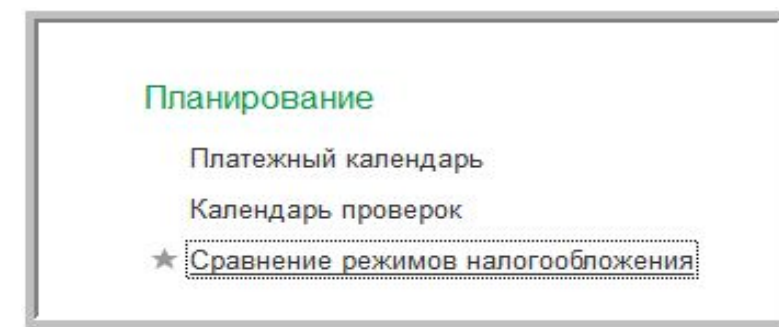 Планирование
Платежный календарь
Календарь проверок
Сравнение режимов налогообложения